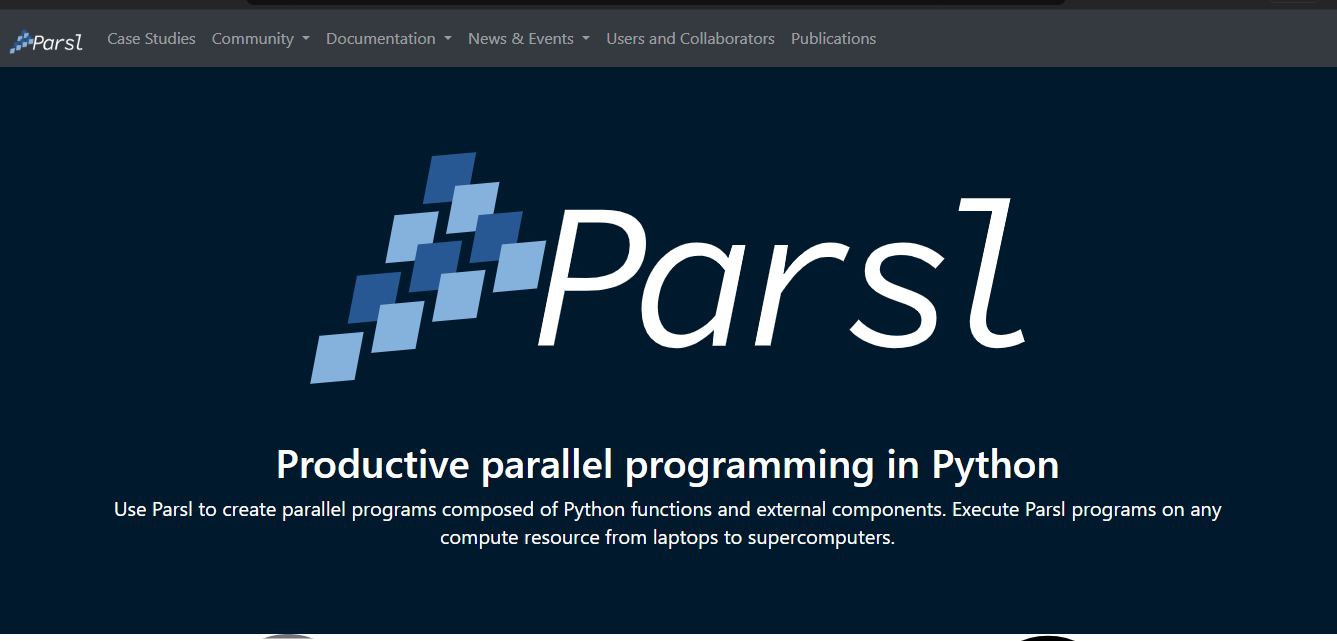 Parsl Case Studies Community Documentation News & Events Users and Collaborators Publications
Parsl
Productive parallel programming in Python
Use Parsl to create parallel programs composed of Python functions and external components. Execute Parsl programs on any
compute resource from laptops to supercomputers.